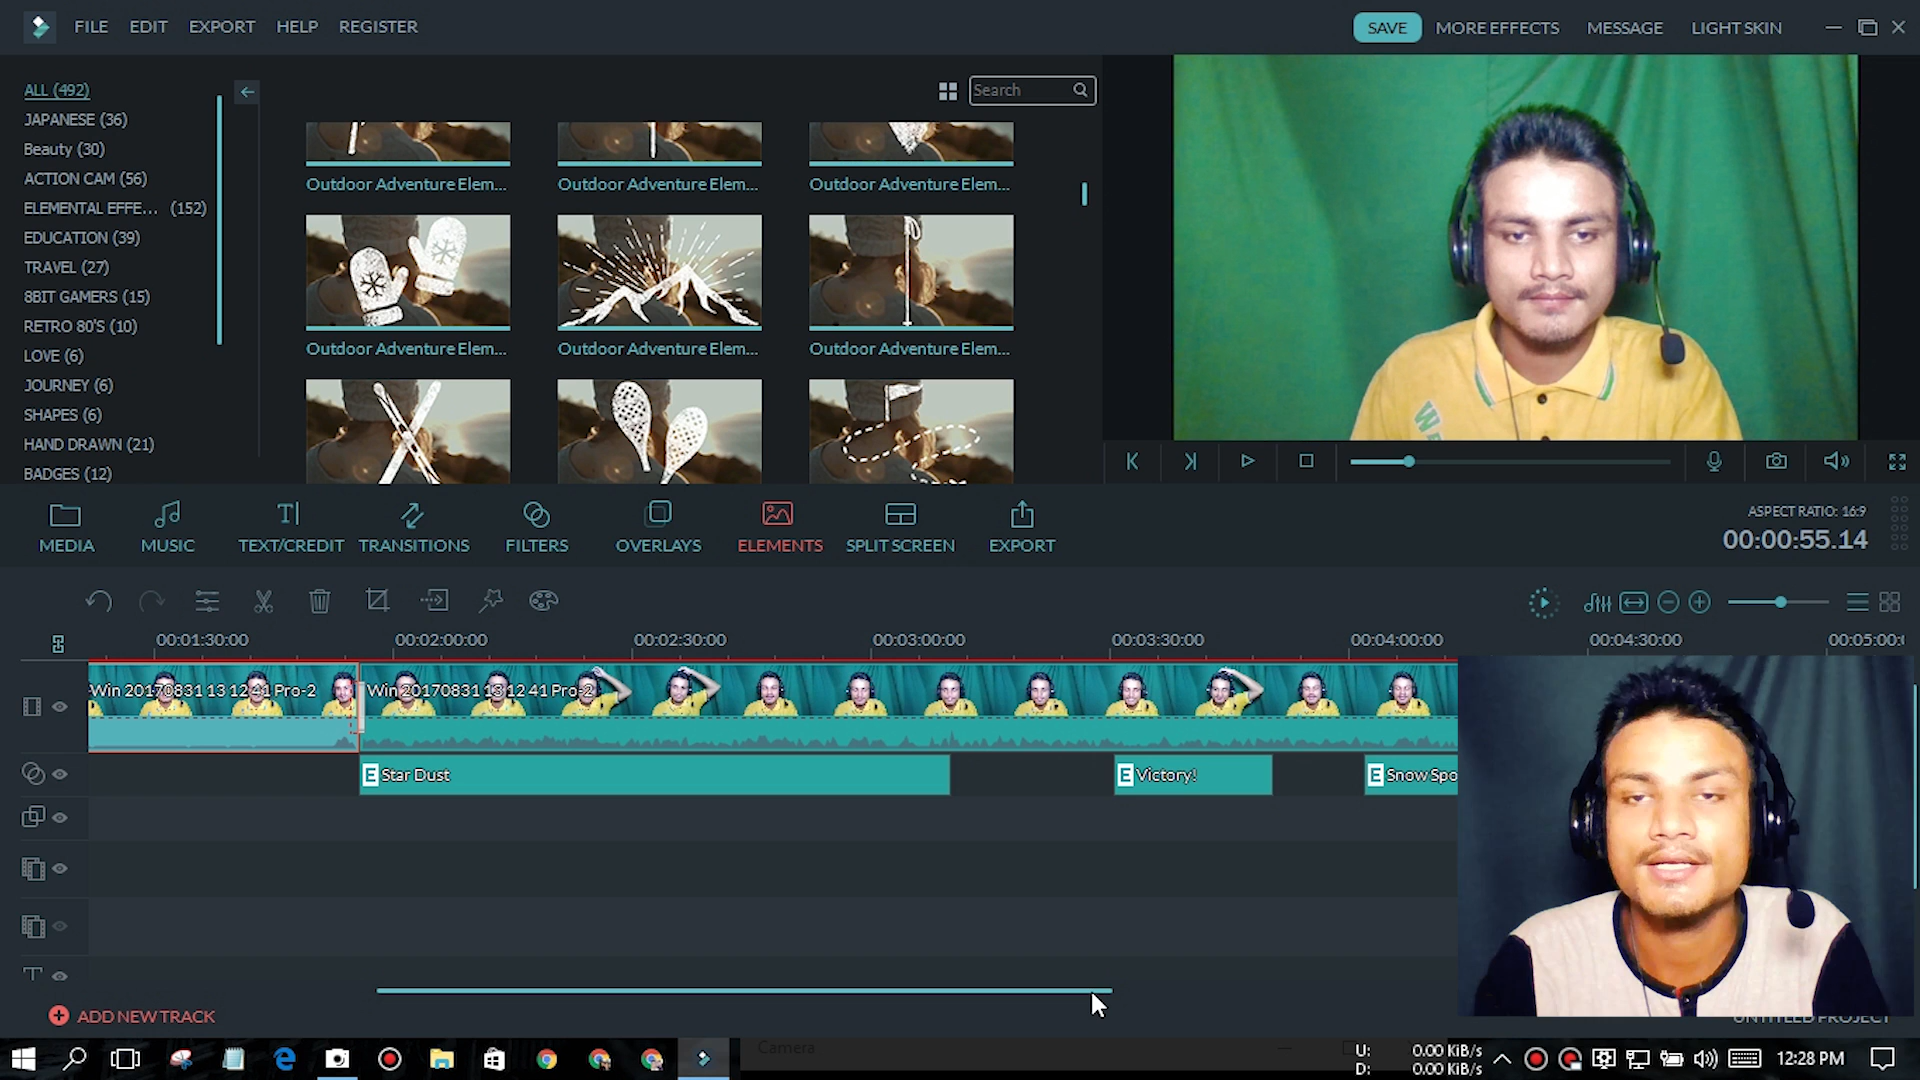 FILE EDIT EXPORT HELP REGISTER
SAVE MORE EFFECTS MESSAGE LIGHT SKIN
ALL (492)
JAPANESE (36)
Beauty (30)
ACTION CAM (56)
ELEMENTAL EFFE... (152)
EDUCATION (39)
TRAVEL (27)
8BIT GAMERS (15)
RETRO 80'S (10)
LOVE (6)
JOURNEY (6)
SHAPES (6)
HAND DRAWN (21)
BADGES (12)
Search
Outdoor Adventure Elem... Outdoor Adventure Elem... Outdoor Adventure Elem...
Outdoor Adventure Elem... Outdoor Adventure Elem... Outdoor Adventure Elem...
MEDIA MUSIC TEXT/CREDIT TRANSITIONS FILTERS OVERLAYS ELEMENTS SPLIT SCREEN EXPORT
ASPECT RATIO: 16:9
00:00:55.14
00:01:30:00 00:02:00:00 00:02:30:00 00:03:00:00 00:03:30:00 00:04:00:00 00:04:30:00 00:05:00:
Win 20170831 13 12 41 Pro-2 Win 20170831 13 12 41 Pro-2
E Star Dust E Victory! E Snow Spo
ADD NEW TRACK
UNTITLED PROJECT
Camera
U: 0.00 KiB/s
D: 0.00 KiB/s
12:28 PM